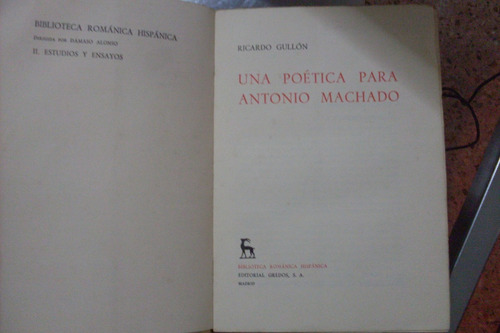 BIBLIOTECA ROMÁNICA HISPÁNICA
DIRIGIDA POR DÁMASO ALONSO
II. ESTUDIOS Y ENSAYOS
RICARDO GULLÓN
UNA POÉTICA PARA
ANTONIO MACHADO
BIBLIOTECA ROMÁNICA HISPÁNICA
EDITORIAL GREDOS, S. A.
MADRID